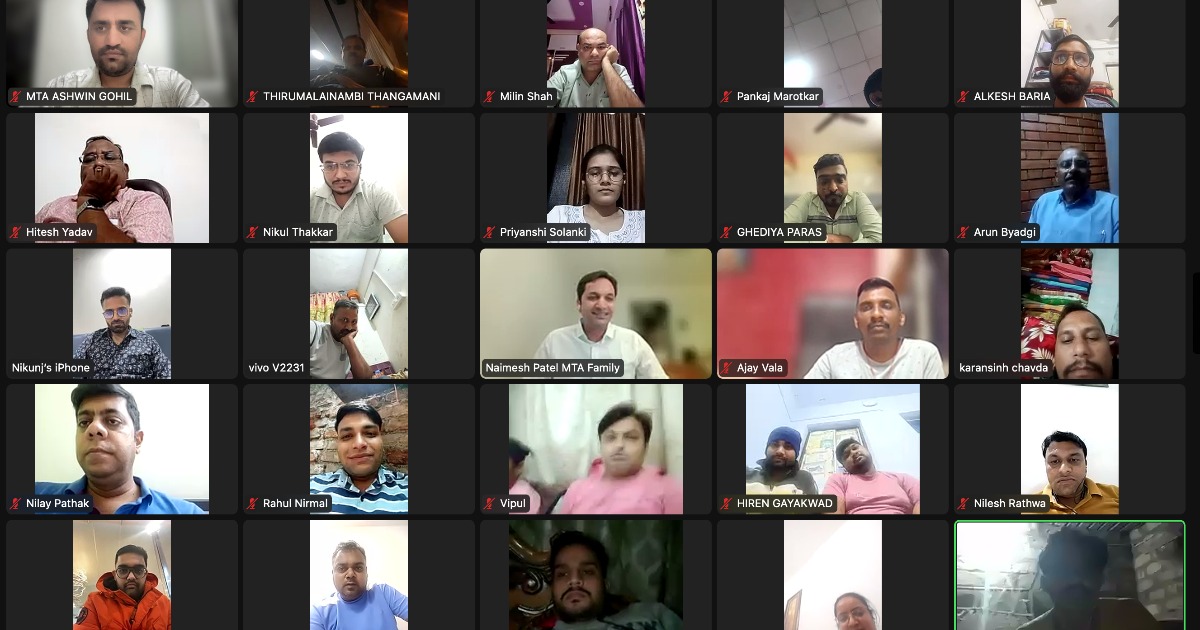 MTA ASHWIN GOHIL
THIRUMALAINAMBI THANGAMANI
Milin Shah
Pankaj Marotkar
ALKESH BARIA
Hitesh Yadav
Nikul Thakkar
Priyanshi Solanki
GHEDIYA PARAS
Arun Byadgi
Nikunj's iPhone
vivo V2231
Naimesh Patel MTA Family
Ajay Vala
karansinh chavda
Nilay Pathak
Rahul Nirmal
Vipul
HIREN GAYAKWAD
Nilesh Rathwa